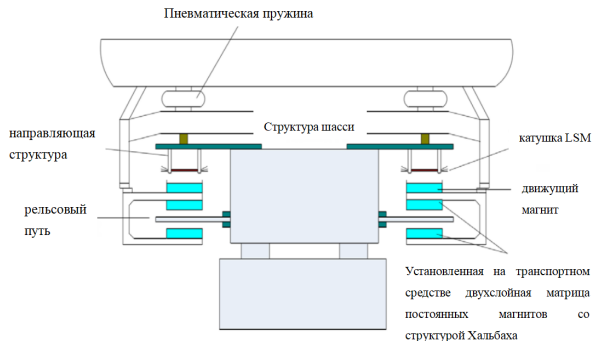 Пневматическая пружина
направляющая
структура
Структура шасси
катушка LSM
движущий
магнит
рельсовый
путь
Установленная на транспортном
средстве двухслойная матрица
постоянных магнитов со
структурой Хальбаха